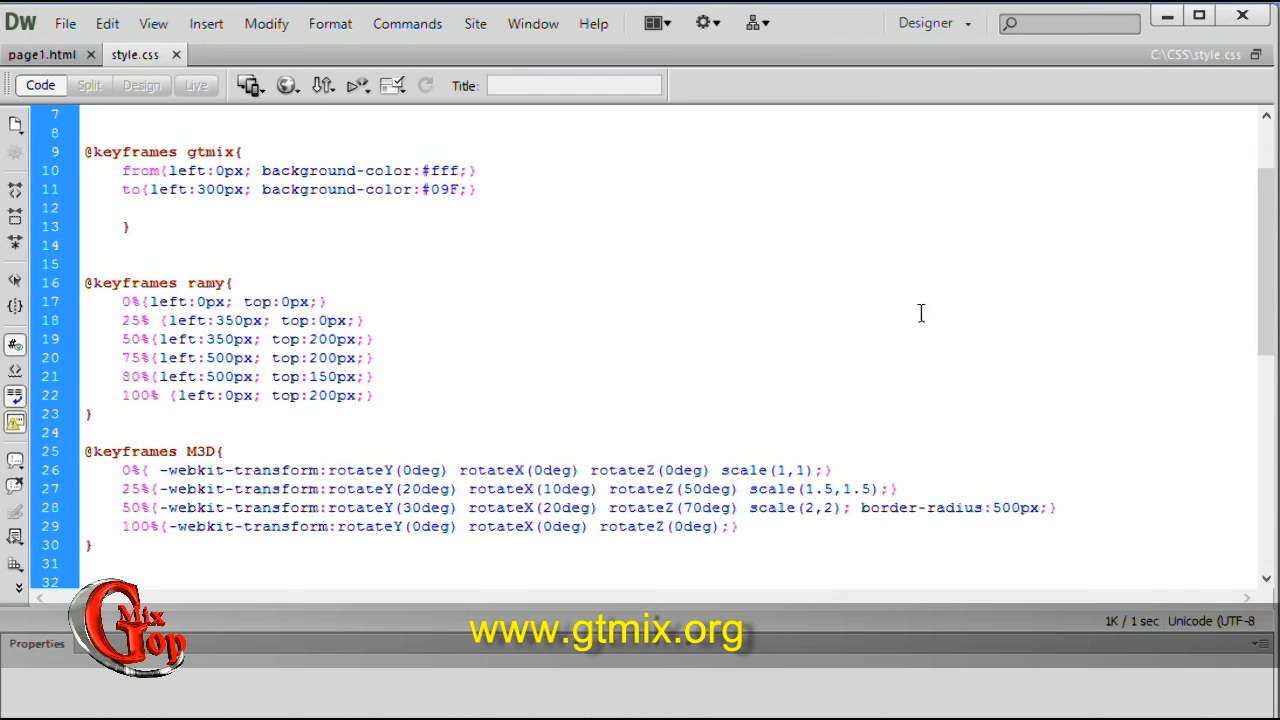 Dw File Edit View Insert Modify Format Commands Site Window Help Designer
page1.html style.css C:\CSS\style css
Code Split Design Live Title:
7
8
9 @keyframes gtmix{
10 from{left:0px; background-color:#fff;}
11 to{left:300px; background-color:#09F;}
12
13 }
14
15
16 @keyframes ramy{
17 0%{left:0px; top:0px;}
18 25% {left:350px; top:0px;}
19 50%{left:350px; top:200px;}
20 75%{left:500px; top:200px;}
21 80%{left:500px; top:150px;}
22 100% {left:0px; top:200px;}
23 }
24
25 @keyframes M3D{
26 0%{ -webkit-transform:rotateY(0deg) rotateX(0deg) rotateZ(0deg) scale(1,1);}
27 25%{-webkit-transform:rotateY(20deg) rotateX(10deg) rotateZ(50deg) scale(1.5,1.5);}
28 50%{-webkit-transform:rotateY(30deg) rotateX(20deg) rotateZ(70deg) scale(2,2); border-radius:500px;}
29 100%{-webkit-transform:rotateY(0deg) rotateX(0deg) rotateZ(0deg);}
30 }
31
32
1K / 1 sec Unicode (UTF-8
Properties
G Mix Top
www.gtmix.org